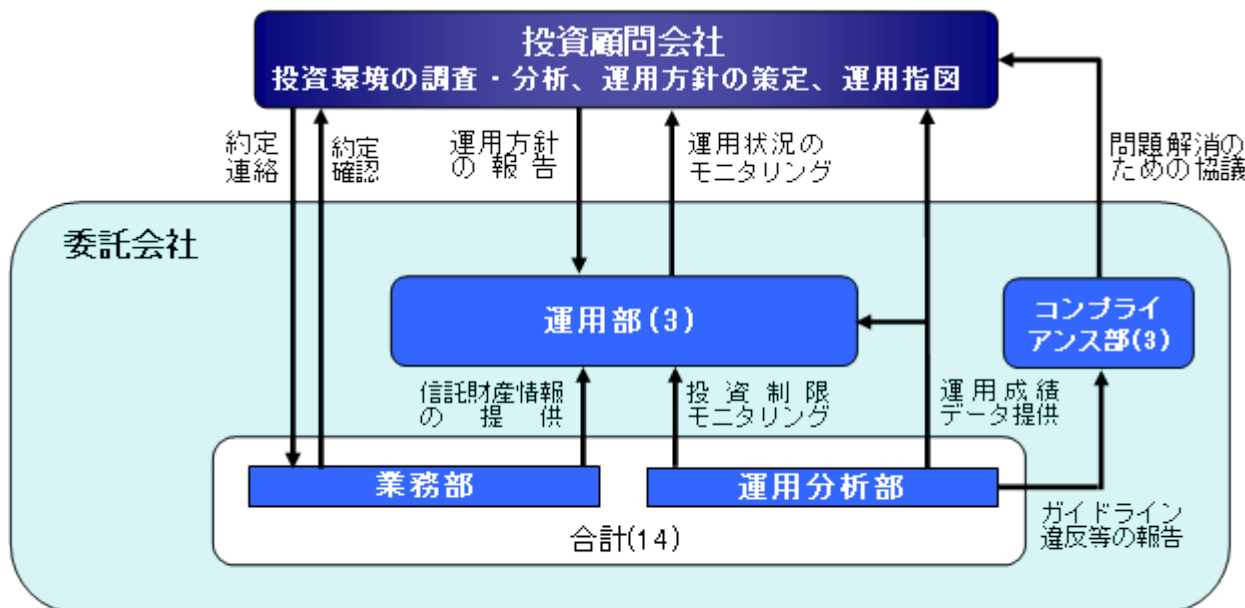 投資顧問会社
投資環境の調査・分析、運用方針の策定、運用指図
約定
連絡
約定
確認
運用方針
の報告
運用状況の
モニタリング
問題解消の
ための協議
委託会社
運用部(3)
コンプライ
アンス部(3)
信託財産情報
の提供
投資制限
モニタリング
運用成績
データ提供
業務部
運用分析部
合計(14)
ガイドライン
違反等の報告